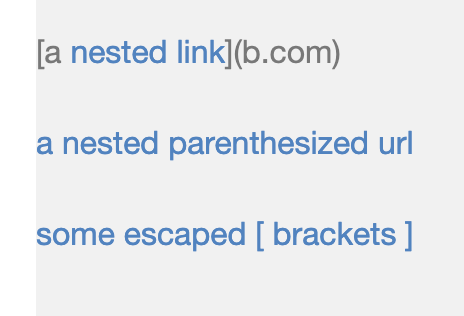 [a nested link](b.com)
a nested parenthesized url
some escaped [ brackets ]